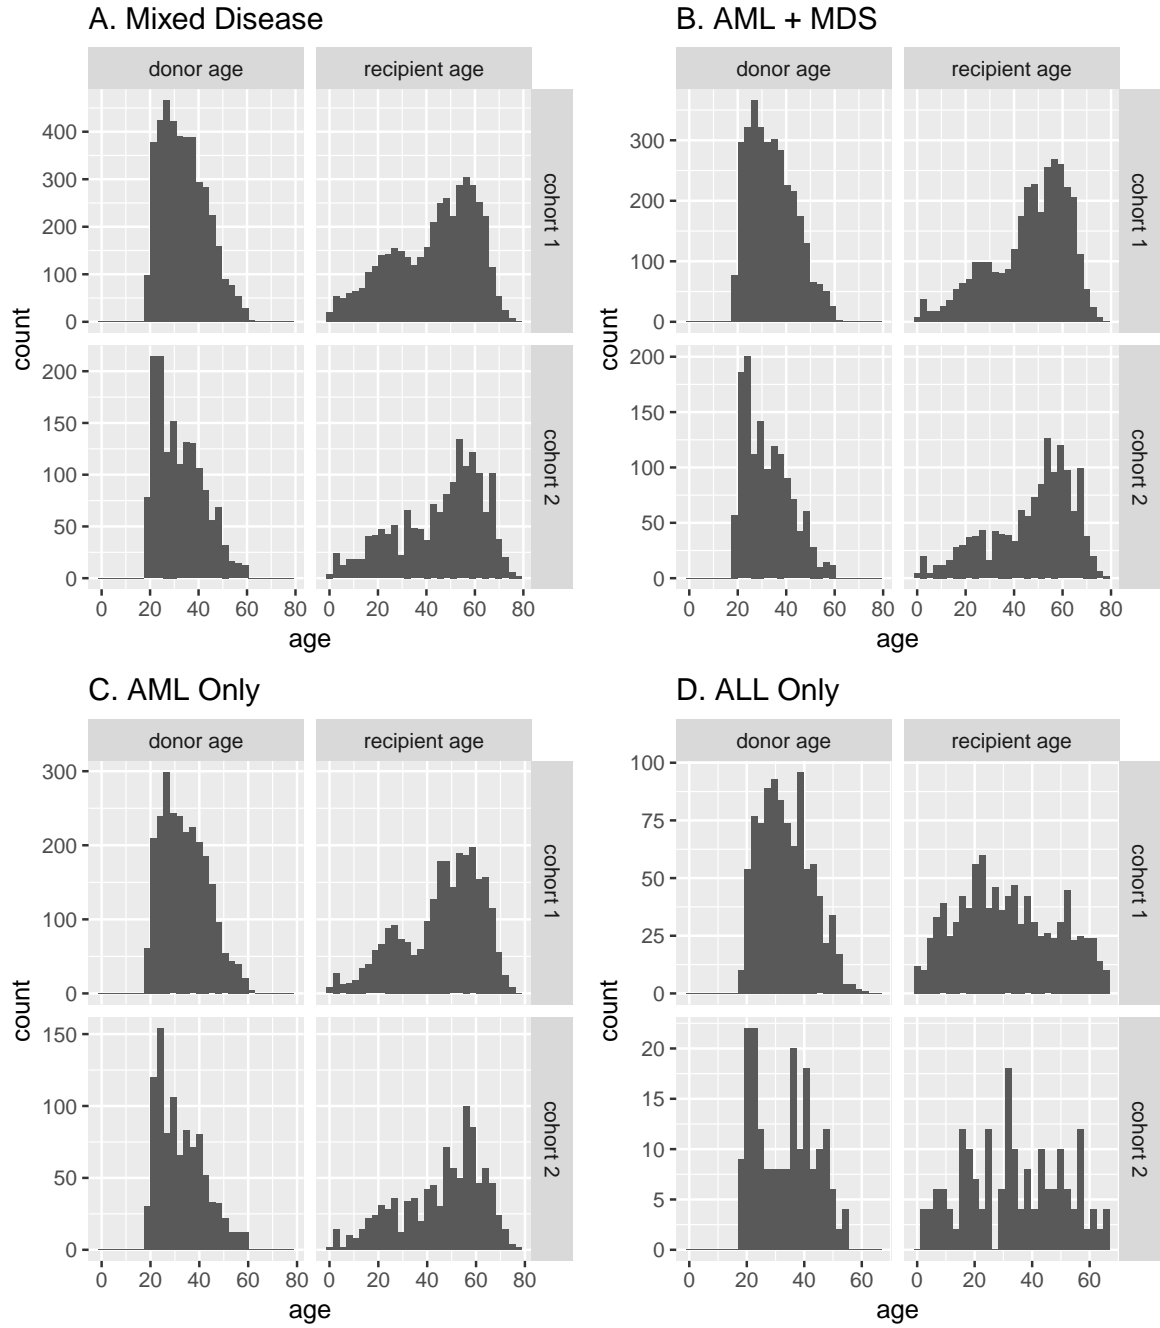 A. Mixed Disease
donor age
recipient age
400
300
200
100
0
cohort 1
200
150
100
50
0
cohort 2
0 20 40 60 80
0 20 40 60 80
count
age
B. AML + MDS
donor age
recipient age
300
200
100
0
cohort 1
200
150
100
50
0
cohort 2
0 20 40 60 80
0 20 40 60 80
count
age
C. AML Only
donor age
recipient age
300
200
100
0
cohort 1
150
100
50
0
cohort 2
0 20 40 60 80
0 20 40 60 80
count
age
D. ALL Only
donor age
recipient age
100
75
50
25
0
cohort 1
20
15
10
5
0
cohort 2
0 20 40 60
0 20 40 60
count
age